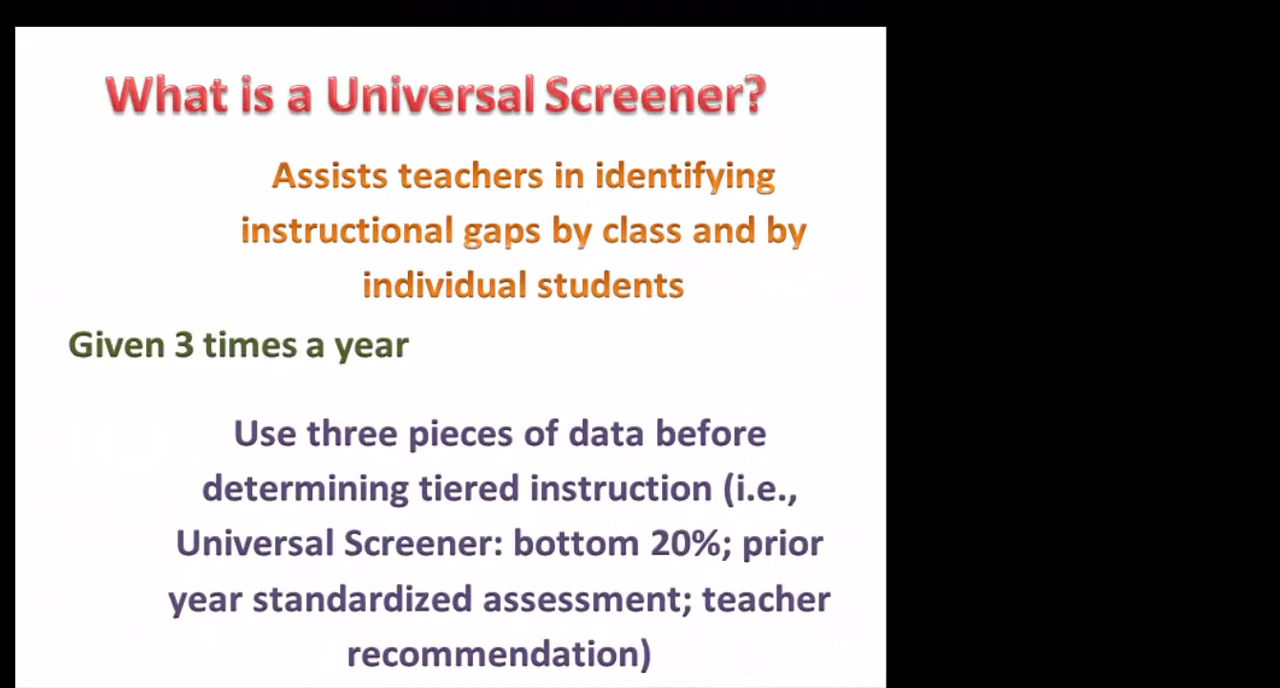 What is a Universal Screener?
Assists teachers in identifying
instructional gaps by class and by
individual students
Given 3 times a year
Use three pieces of data before
determining tiered instruction (i.e.,
Universal Screener: bottom 20%; prior
year standardized assessment; teacher
recommendation)